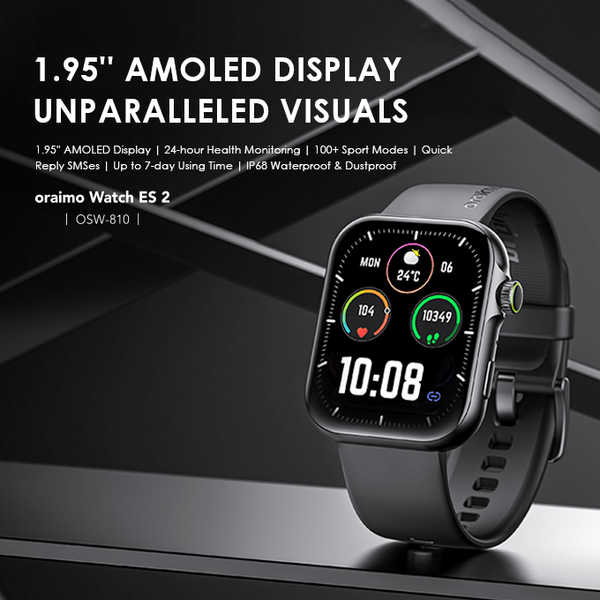 1.95'' AMOLED DISPLAY
UNPARALLELED VISUALS
1.95" AMOLED Display | 24-hour Health Monitoring | 100+ Sport Modes | Quick
Reply SMSes | Up to 7-day Using Time | IP68 Waterproof & Dustproof
oraimo Watch ES 2
| OSW-810 |
oraimo
MON 24°C 06
104 10349
10:08